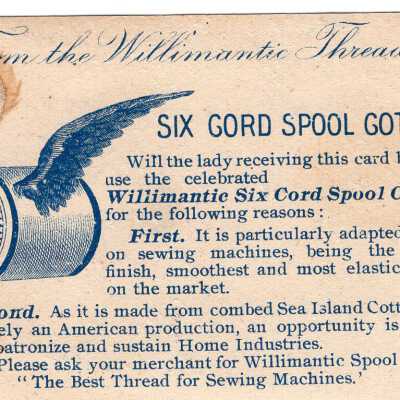 om the Willimantic Thread
SIX CORD SPOOL COT
Will the lady receiving this card
use the celebrated
Willimantic Six Cord Spool C
for the following reasons :
First. It is particularly adapted
on sewing machines, being the
finish, smoothest and most elastic
on the market.
ond. As it is made from combed Sea Island Cott
ely an American production, an opportunity is
patronize and sustain Home Industries.
Please ask your merchant for Willimantic Spool
"The Best Thread for Sewing Machines."